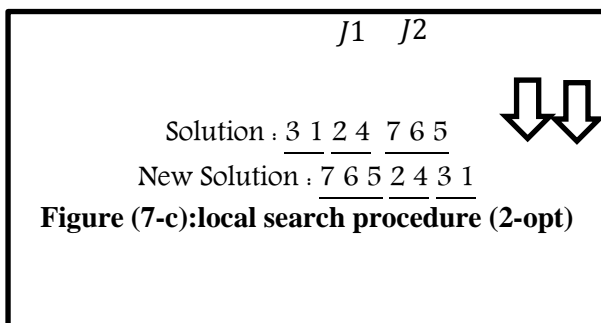 J1 J2
Solution : 3 1 2 4 7 6 5
New Solution : 7 6 5 2 4 3 1
Figure (7-c):local search procedure (2-opt)